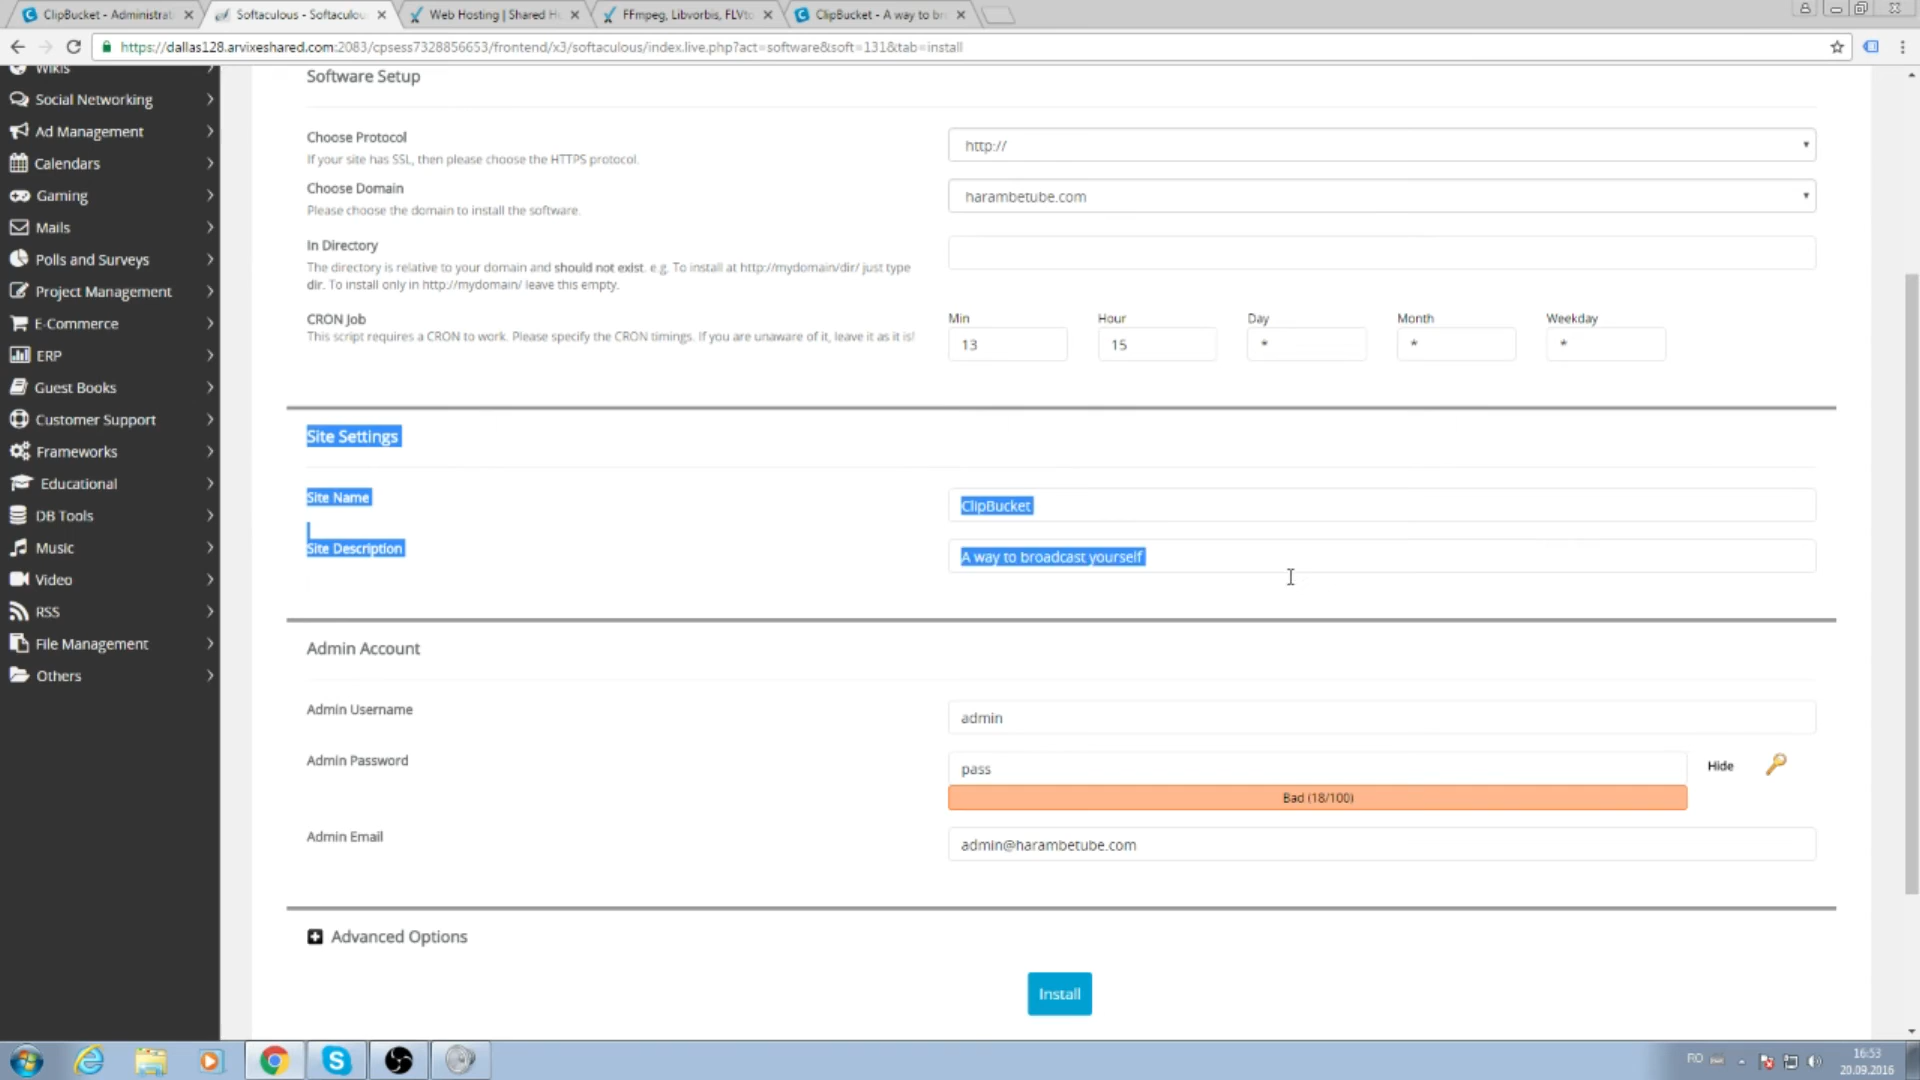 ClipBucket - Administrat
Softaculous - Softaculou
Web Hosting | Shared H
FFmpeg, Libvorbis, FLVto
ClipBucket - A way to br
https://dallas128.arvixeshared.com:2083/cpsess7328856653/frontend/x3/softaculous/index.live.php?act=software&soft=131&tab=install
Wikis
Social Networking
Ad Management
Calendars
Gaming
Mails
Polls and Surveys
Project Management
E-Commerce
ERP
Guest Books
Customer Support
Frameworks
Educational
DB Tools
Music
Video
RSS
File Management
Others
Software Setup
Choose Protocol
If your site has SSL, then please choose the HTTPS protocol.
http://
Choose Domain
Please choose the domain to install the software.
harambetube.com
In Directory
The directory is relative to your domain and should not exist. e.g. To install at http://mydomain/dir/ just type
dir. To install only in http://mydomain/ leave this empty.
CRON Job
This script requires a CRON to work. Please specify the CRON timings. If you are unaware of it, leave it as it is!
Min Hour Day Month Weekday
13 15 * * *
Site Settings
Site Name
ClipBucket
Site Description
A way to broadcast yourself
Admin Account
Admin Username
admin
Admin Password
pass
Hide
Bad (18/100)
Admin Email
admin@harambetube.com
Advanced Options
Install
RO
16:53
20.09.2016